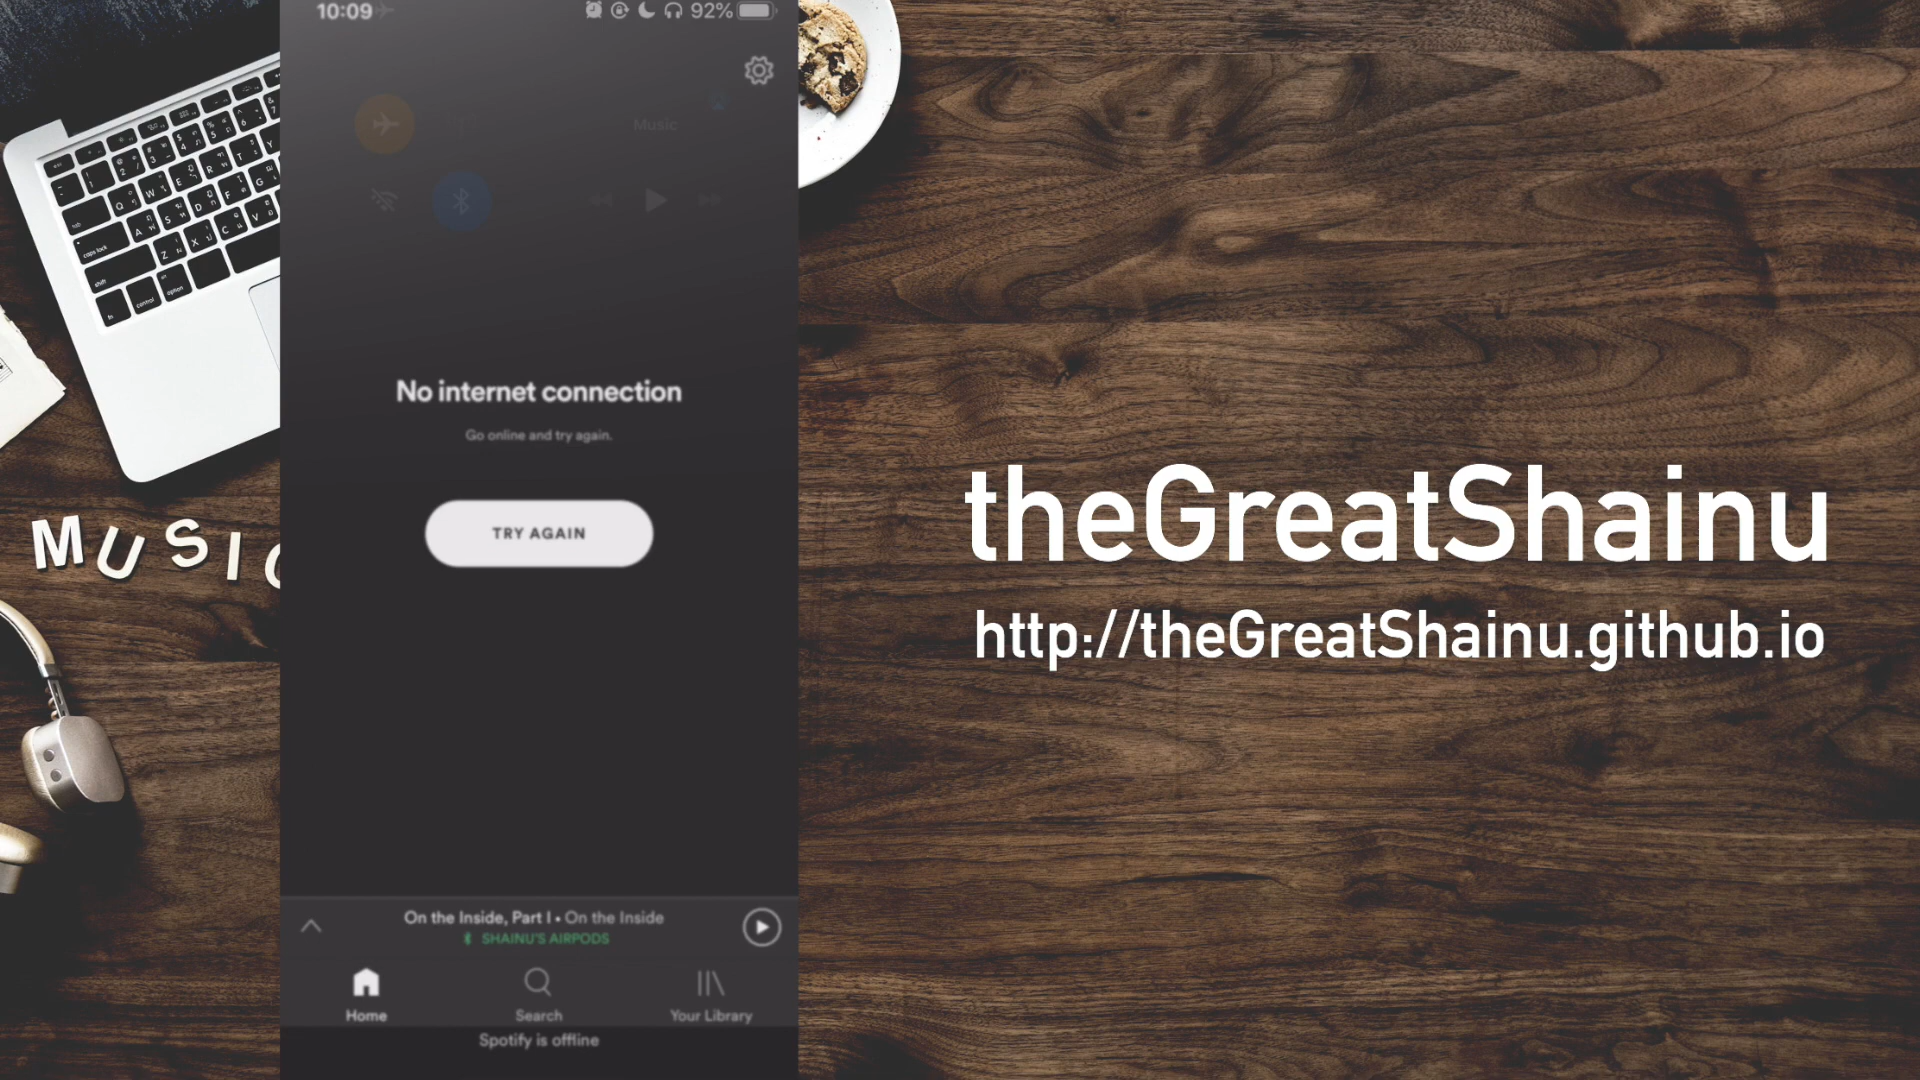 10:09
92%
Music
No internet connection
Go online and try again.
TRY AGAIN
On the Inside, Part I • On the Inside
SHAINU'S AIRPODS
Home
Search
Your Library
Spotify is offline
MUSIC
theGreatShainu
http://theGreatShainu.github.io